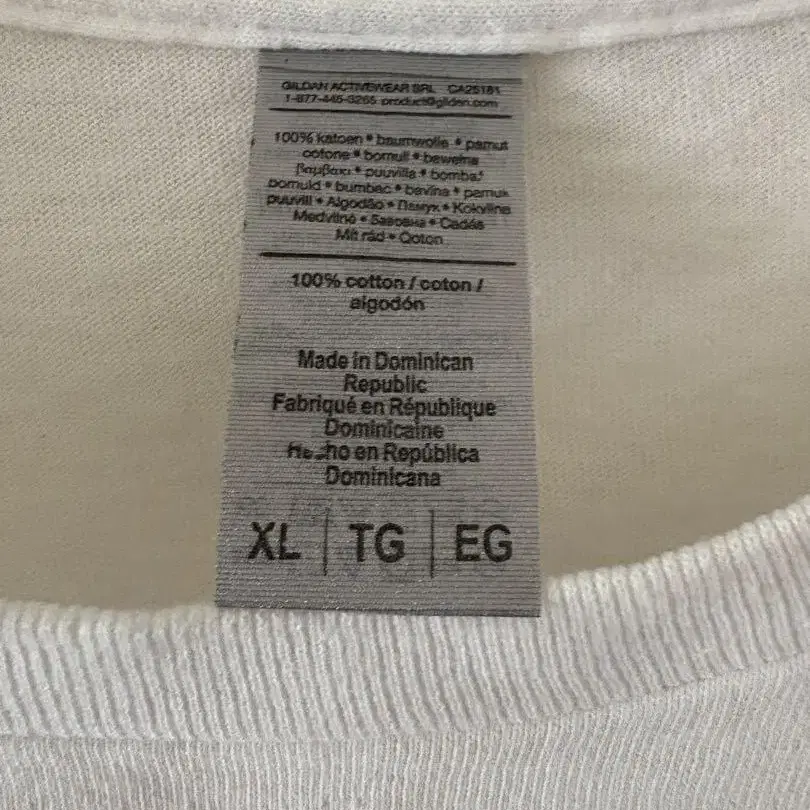 GILDAN ACTIVEWEAR SRL CA25181
1-877-445-3265 product@gildan.com
100% katoen • baumwolle • pamut
cotone • bomull • bawełna
βαμβάκι • puuvilla • bombaž
bomuld • bumbac • bavlna • pamuk
puuvill • Algodão • Памук • Kokvilna
Medvilnė • Бавовна • Cadás
Mit rád • Qoton
100% cotton / coton /
algodón
Made in Dominican
Republic
Fabriqué en République
Dominicaine
Hecho en República
Dominicana
XL | TG | EG